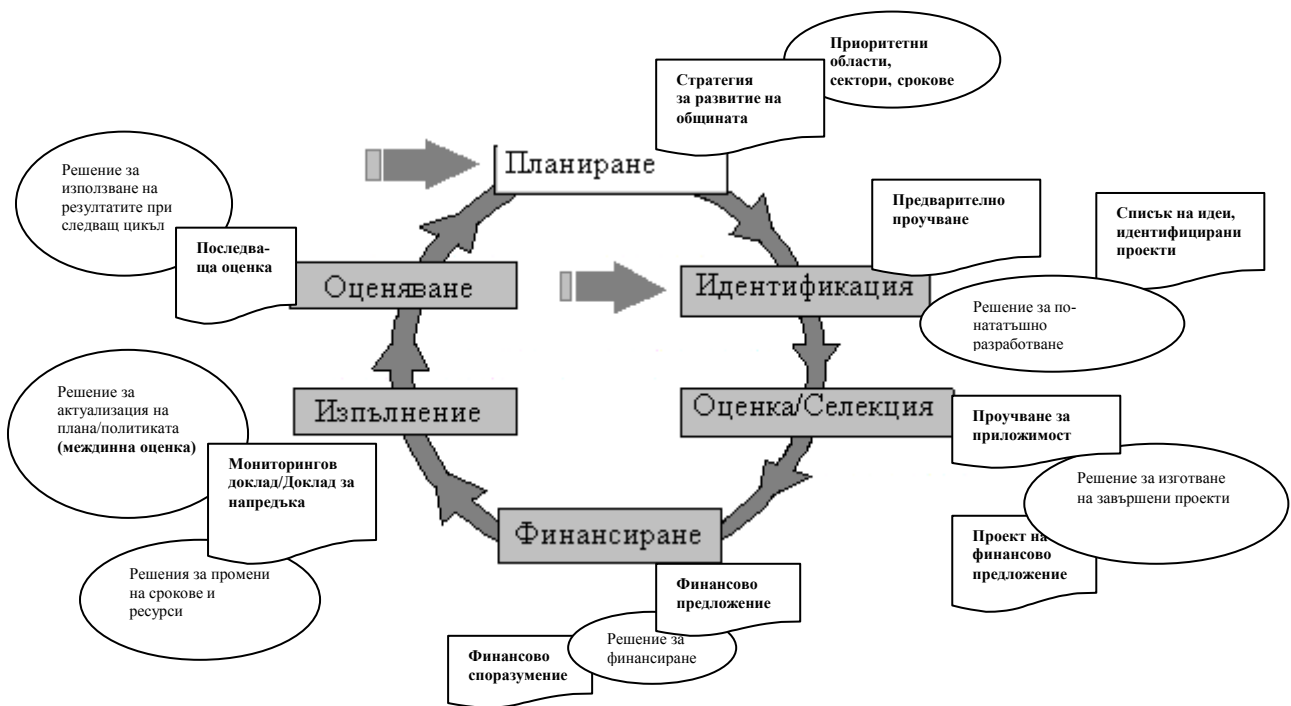 Приоритетни
области,
сектори, срокове
Стратегия
за развитие на
общината
Планиране
Решение за
използване на
резултатите при
следващ цикъл
Последва-
ща оценка
Оценяване
Предварително
проучване
Списък на идеи,
идентифицирани
проекти
Идентификация
Решение за по-
нататъшно
разработване
Решение за
актуализация на
плана/политиката
(междинна оценка)
Изпълнение
Оценка/Селекция
Проучване за
приложимост
Мониторингов
доклад/Доклад за
напредъка
Решение за изготване
на завършени проекти
Финансиране
Проект на
финансово
предложение
Решения за промени
на срокове и
ресурси
Финансово
предложение
Решение за
финансиране
Финансово
споразумение